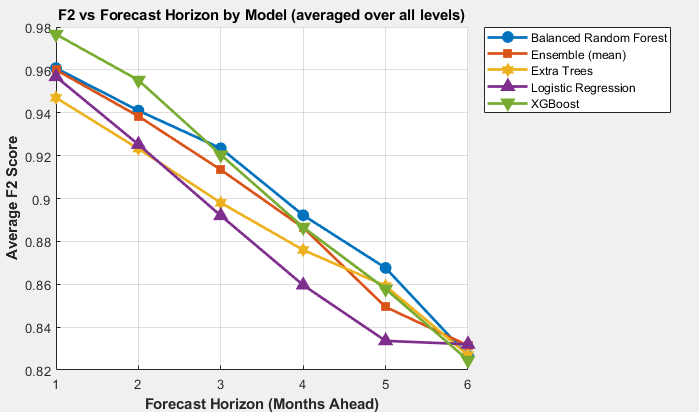 F2 vs Forecast Horizon by Model (averaged over all levels)
Balanced Random Forest
Ensemble (mean)
Extra Trees
Logistic Regression
XGBoost
Average F2 Score
0.98
0.96
0.94
0.92
0.9
0.88
0.86
0.84
0.82
1 2 3 4 5 6
Forecast Horizon (Months Ahead)